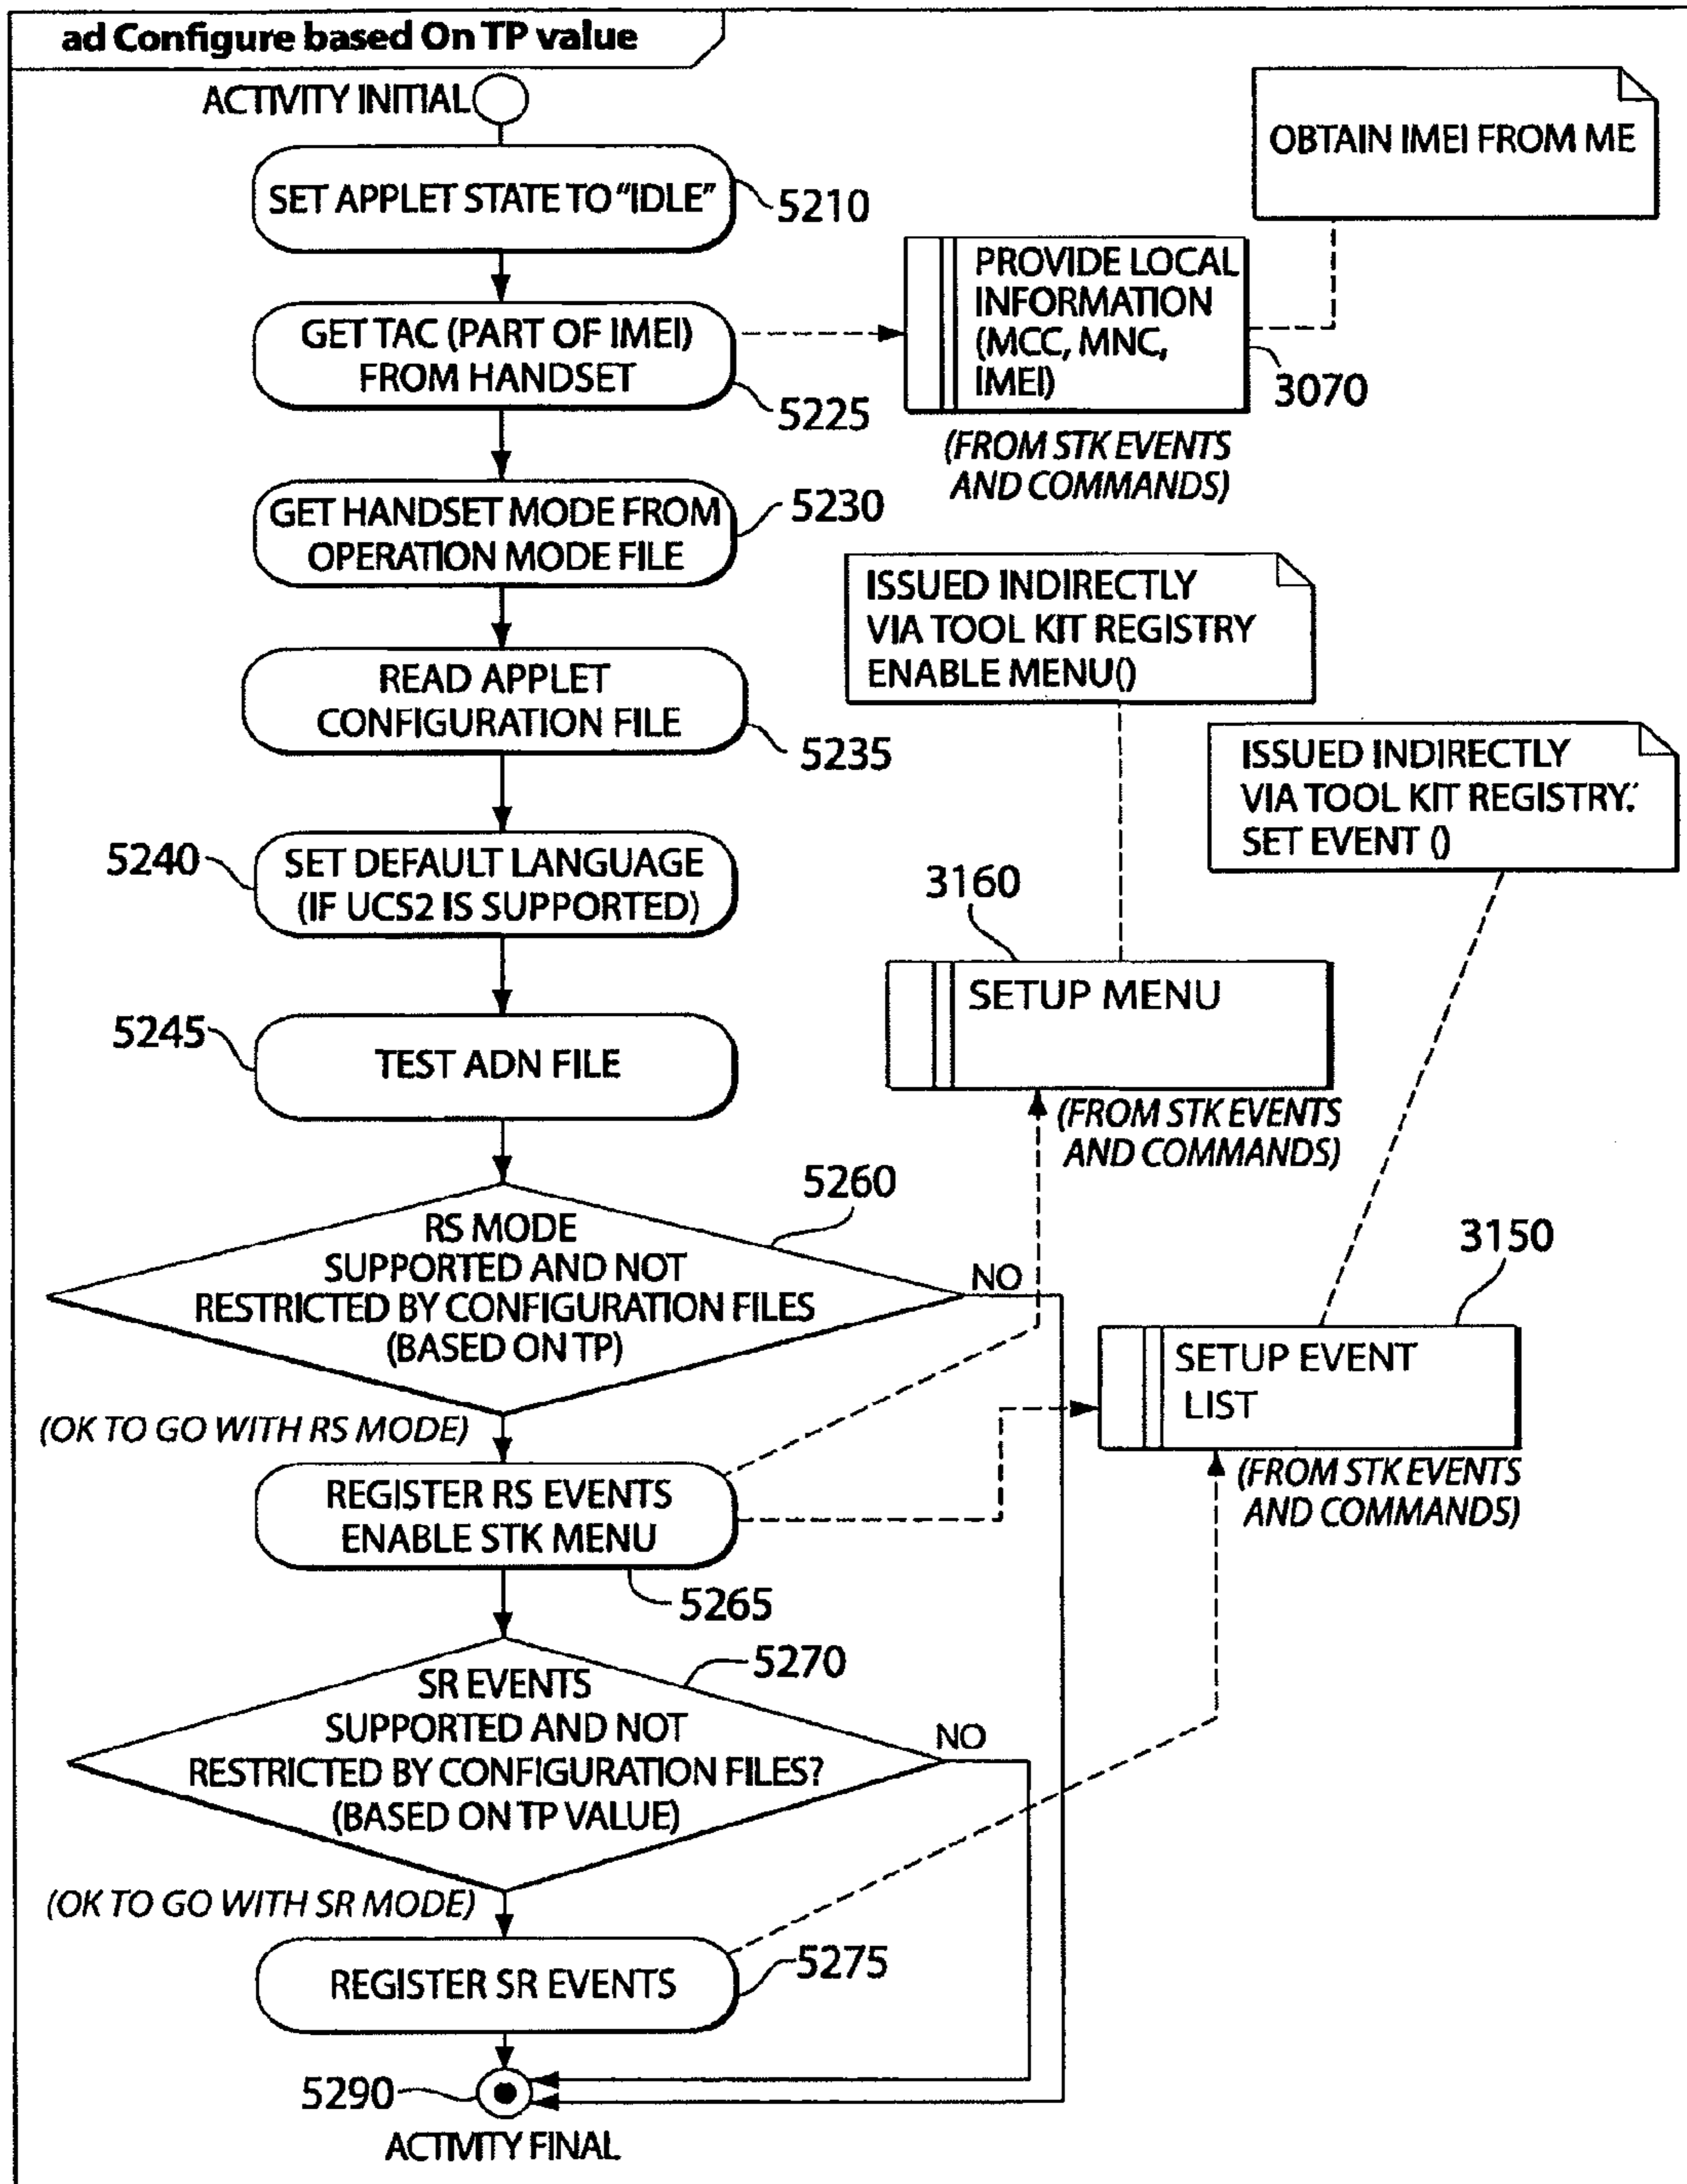 ad Configure based On TP value
ACTIVITY INITIAL
SET APPLET STATE TO "IDLE"
5210
OBTAIN IMEI FROM ME
GET TAC (PART OF IMEI)
FROM HANDSET
5225
PROVIDE LOCAL
INFORMATION
(MCC, MNC,
IMEI)
3070
(FROM STK EVENTS
AND COMMANDS)
GET HANDSET MODE FROM
OPERATION MODE FILE
5230
ISSUED INDIRECTLY
VIA TOOL KIT REGISTRY
ENABLE MENU()
READ APPLET
CONFIGURATION FILE
5235
ISSUED INDIRECTLY
VIA TOOL KIT REGISTRY.'
SET EVENT ()
5240
SET DEFAULT LANGUAGE
(IF UCS2 IS SUPPORTED)
3160
SETUP MENU
(FROM STK EVENTS
AND COMMANDS)
5245
TEST ADN FILE
5260
RS MODE
SUPPORTED AND NOT
RESTRICTED BY CONFIGURATION FILES
(BASED ON TP)
NO
3150
SETUP EVENT
LIST
(FROM STK EVENTS
AND COMMANDS)
(OK TO GO WITH RS MODE)
REGISTER RS EVENTS
ENABLE STK MENU
5265
5270
SR EVENTS
SUPPORTED AND NOT
RESTRICTED BY CONFIGURATION FILES?
(BASED ON TP VALUE)
NO
(OK TO GO WITH SR MODE)
REGISTER SR EVENTS
5275
5290
ACTIVITY FINAL